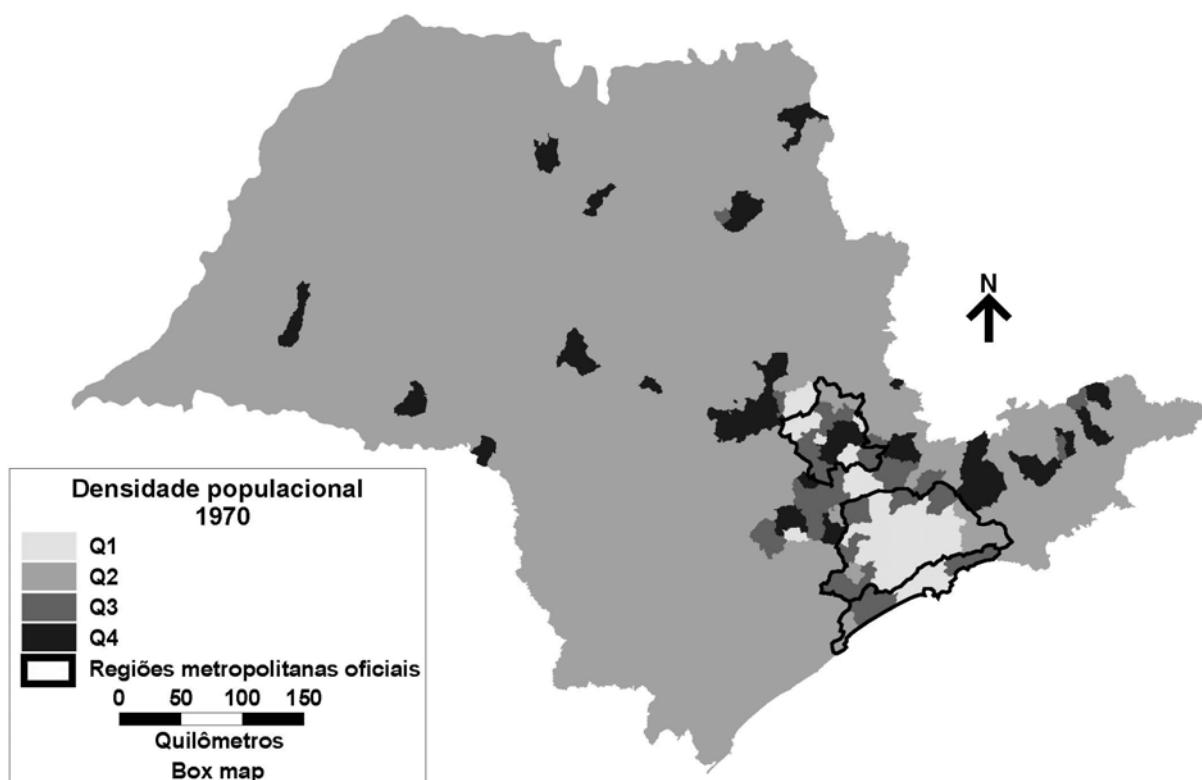 N
Densidade populacional
1970
Q1
Q2
Q3
Q4
Regiões metropolitanas oficiais
0 50 100 150
Quilômetros
Box map